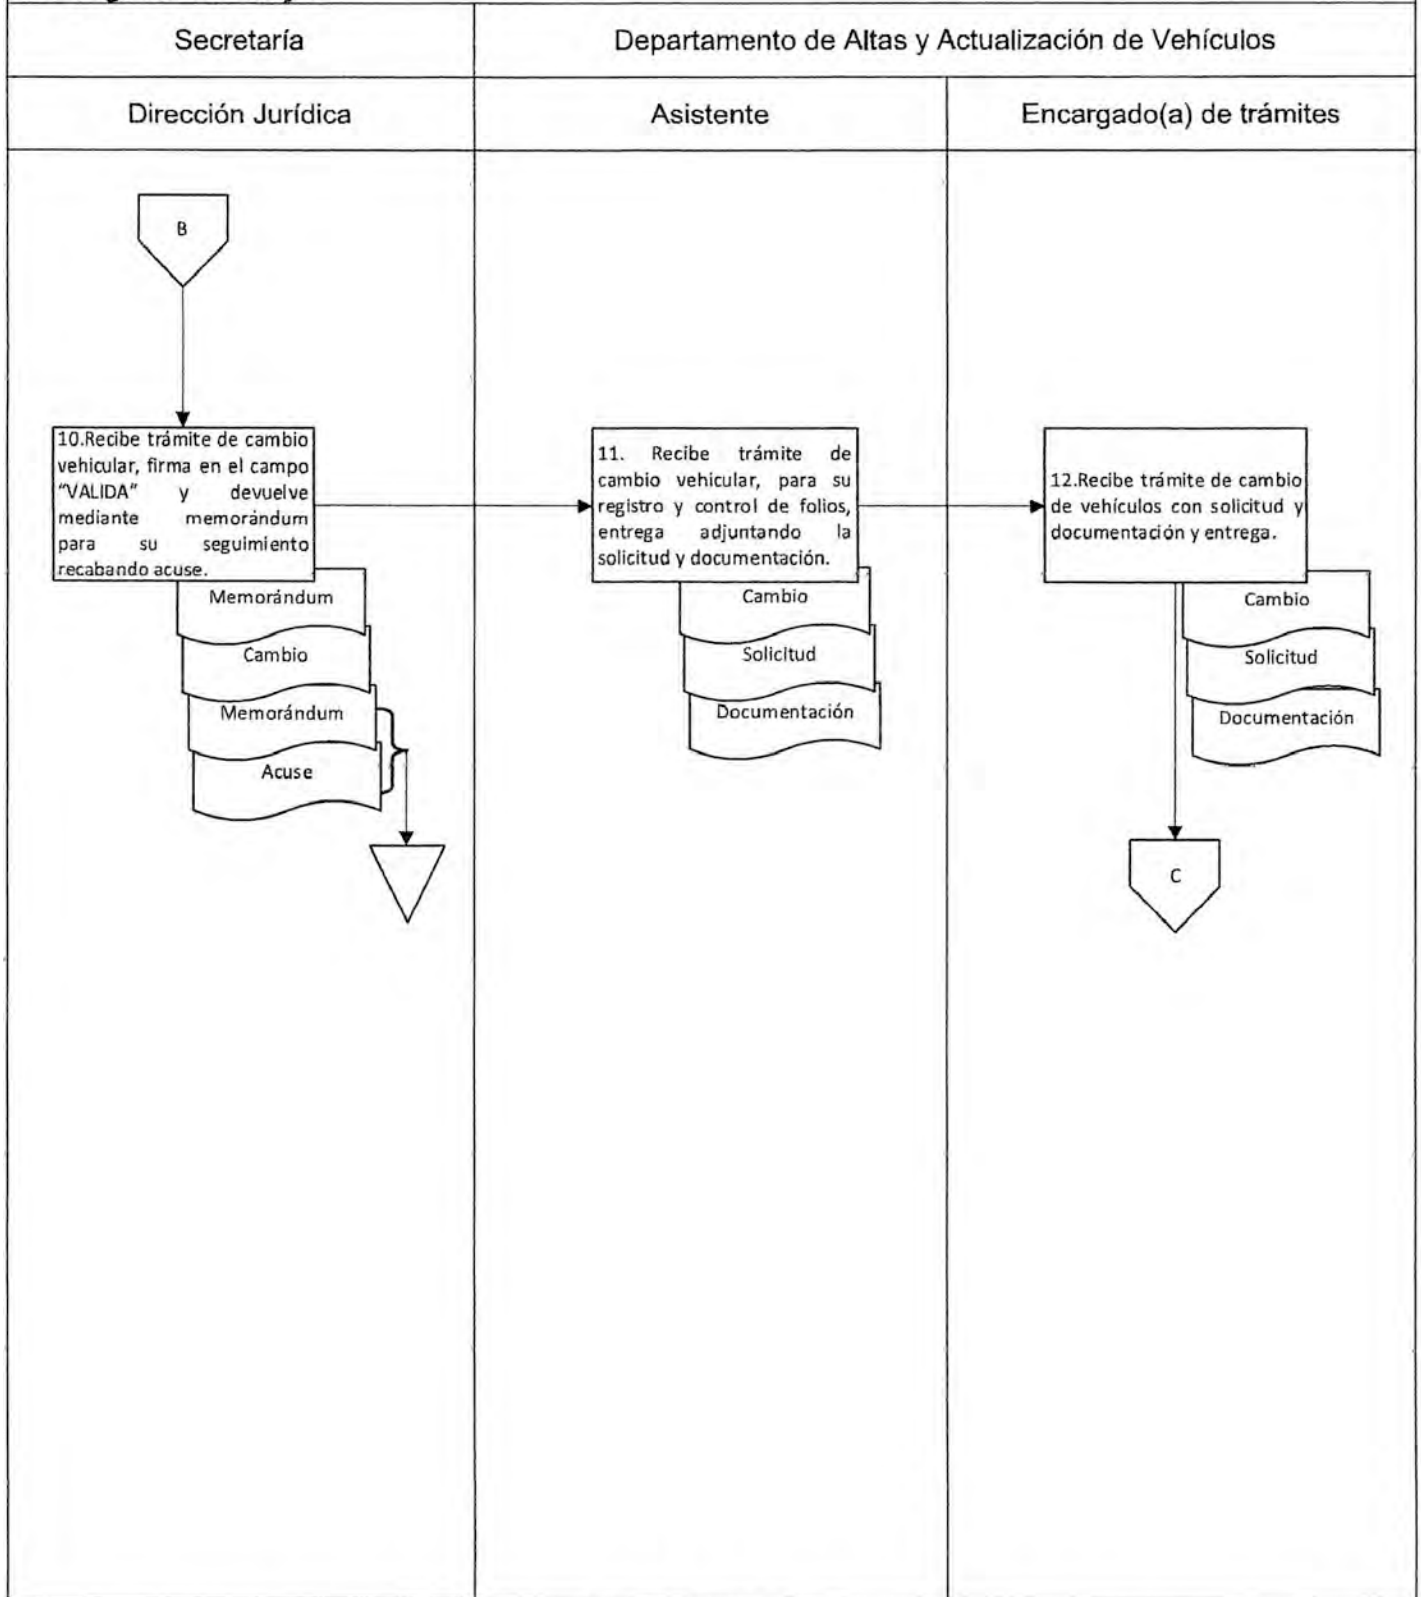 Secretaría
Departamento de Altas y Actualización de Vehículos
Dirección Jurídica
Asistente
Encargado(a) de trámites
B
10.Recibe trámite de cambio
vehicular, firma en el campo
“VALIDA” y devuelve
mediante memorándum
para su seguimiento
recabando acuse.
Memorándum
Cambio
Memorándum
Acuse
11. Recibe trámite de
cambio vehicular, para su
registro y control de folios,
entrega adjuntando la
solicitud y documentación.
Cambio
Solicitud
Documentación
12.Recibe trámite de cambio
de vehículos con solicitud y
documentación y entrega.
Cambio
Solicitud
Documentación
C